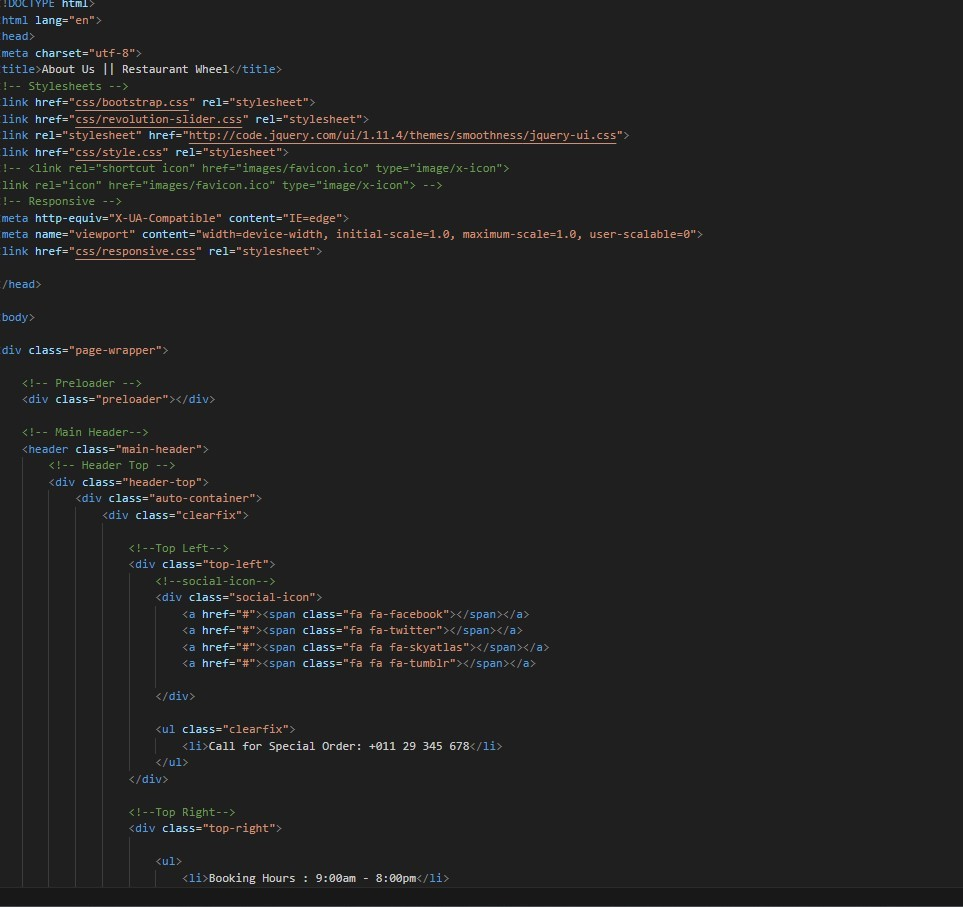 !DOCTYPE html>
html lang="en">
head>
meta charset="utf-8">
title>About Us || Restaurant Wheel</title>
!-- Stylesheets -->
link href="css/bootstrap.css" rel="stylesheet">
link href="css/revolution-slider.css" rel="stylesheet">
link rel="stylesheet" href="http://code.jquery.com/ui/1.11.4/themes/smoothness/jquery-ui.css">
link href="css/style.css" rel="stylesheet">
!-- <link rel="shortcut icon" href="images/favicon.ico" type="image/x-icon">
link rel="icon" href="images/favicon.ico" type="image/x-icon"> -->
!-- Responsive -->
meta http-equiv="X-UA-Compatible" content="IE=edge">
meta name="viewport" content="width=device-width, initial-scale=1.0, maximum-scale=1.0, user-scalable=0">
link href="css/responsive.css" rel="stylesheet">
/head>
body>
div class="page-wrapper">
<!-- Preloader -->
<div class="preloader"></div>
<!-- Main Header-->
<header class="main-header">
<!-- Header Top -->
<div class="header-top">
<div class="auto-container">
<div class="clearfix">
<!--Top Left-->
<div class="top-left">
<!--social-icon-->
<div class="social-icon">
<a href="#"><span class="fa fa-facebook"></span></a>
<a href="#"><span class="fa fa-twitter"></span></a>
<a href="#"><span class="fa fa fa-skyatlas"></span></a>
<a href="#"><span class="fa fa fa-tumblr"></span></a>
</div>
<ul class="clearfix">
<li>Call for Special Order: +011 29 345 678</li>
</ul>
</div>
<!--Top Right-->
<div class="top-right">
<ul>
<li>Booking Hours : 9:00am - 8:00pm</li>